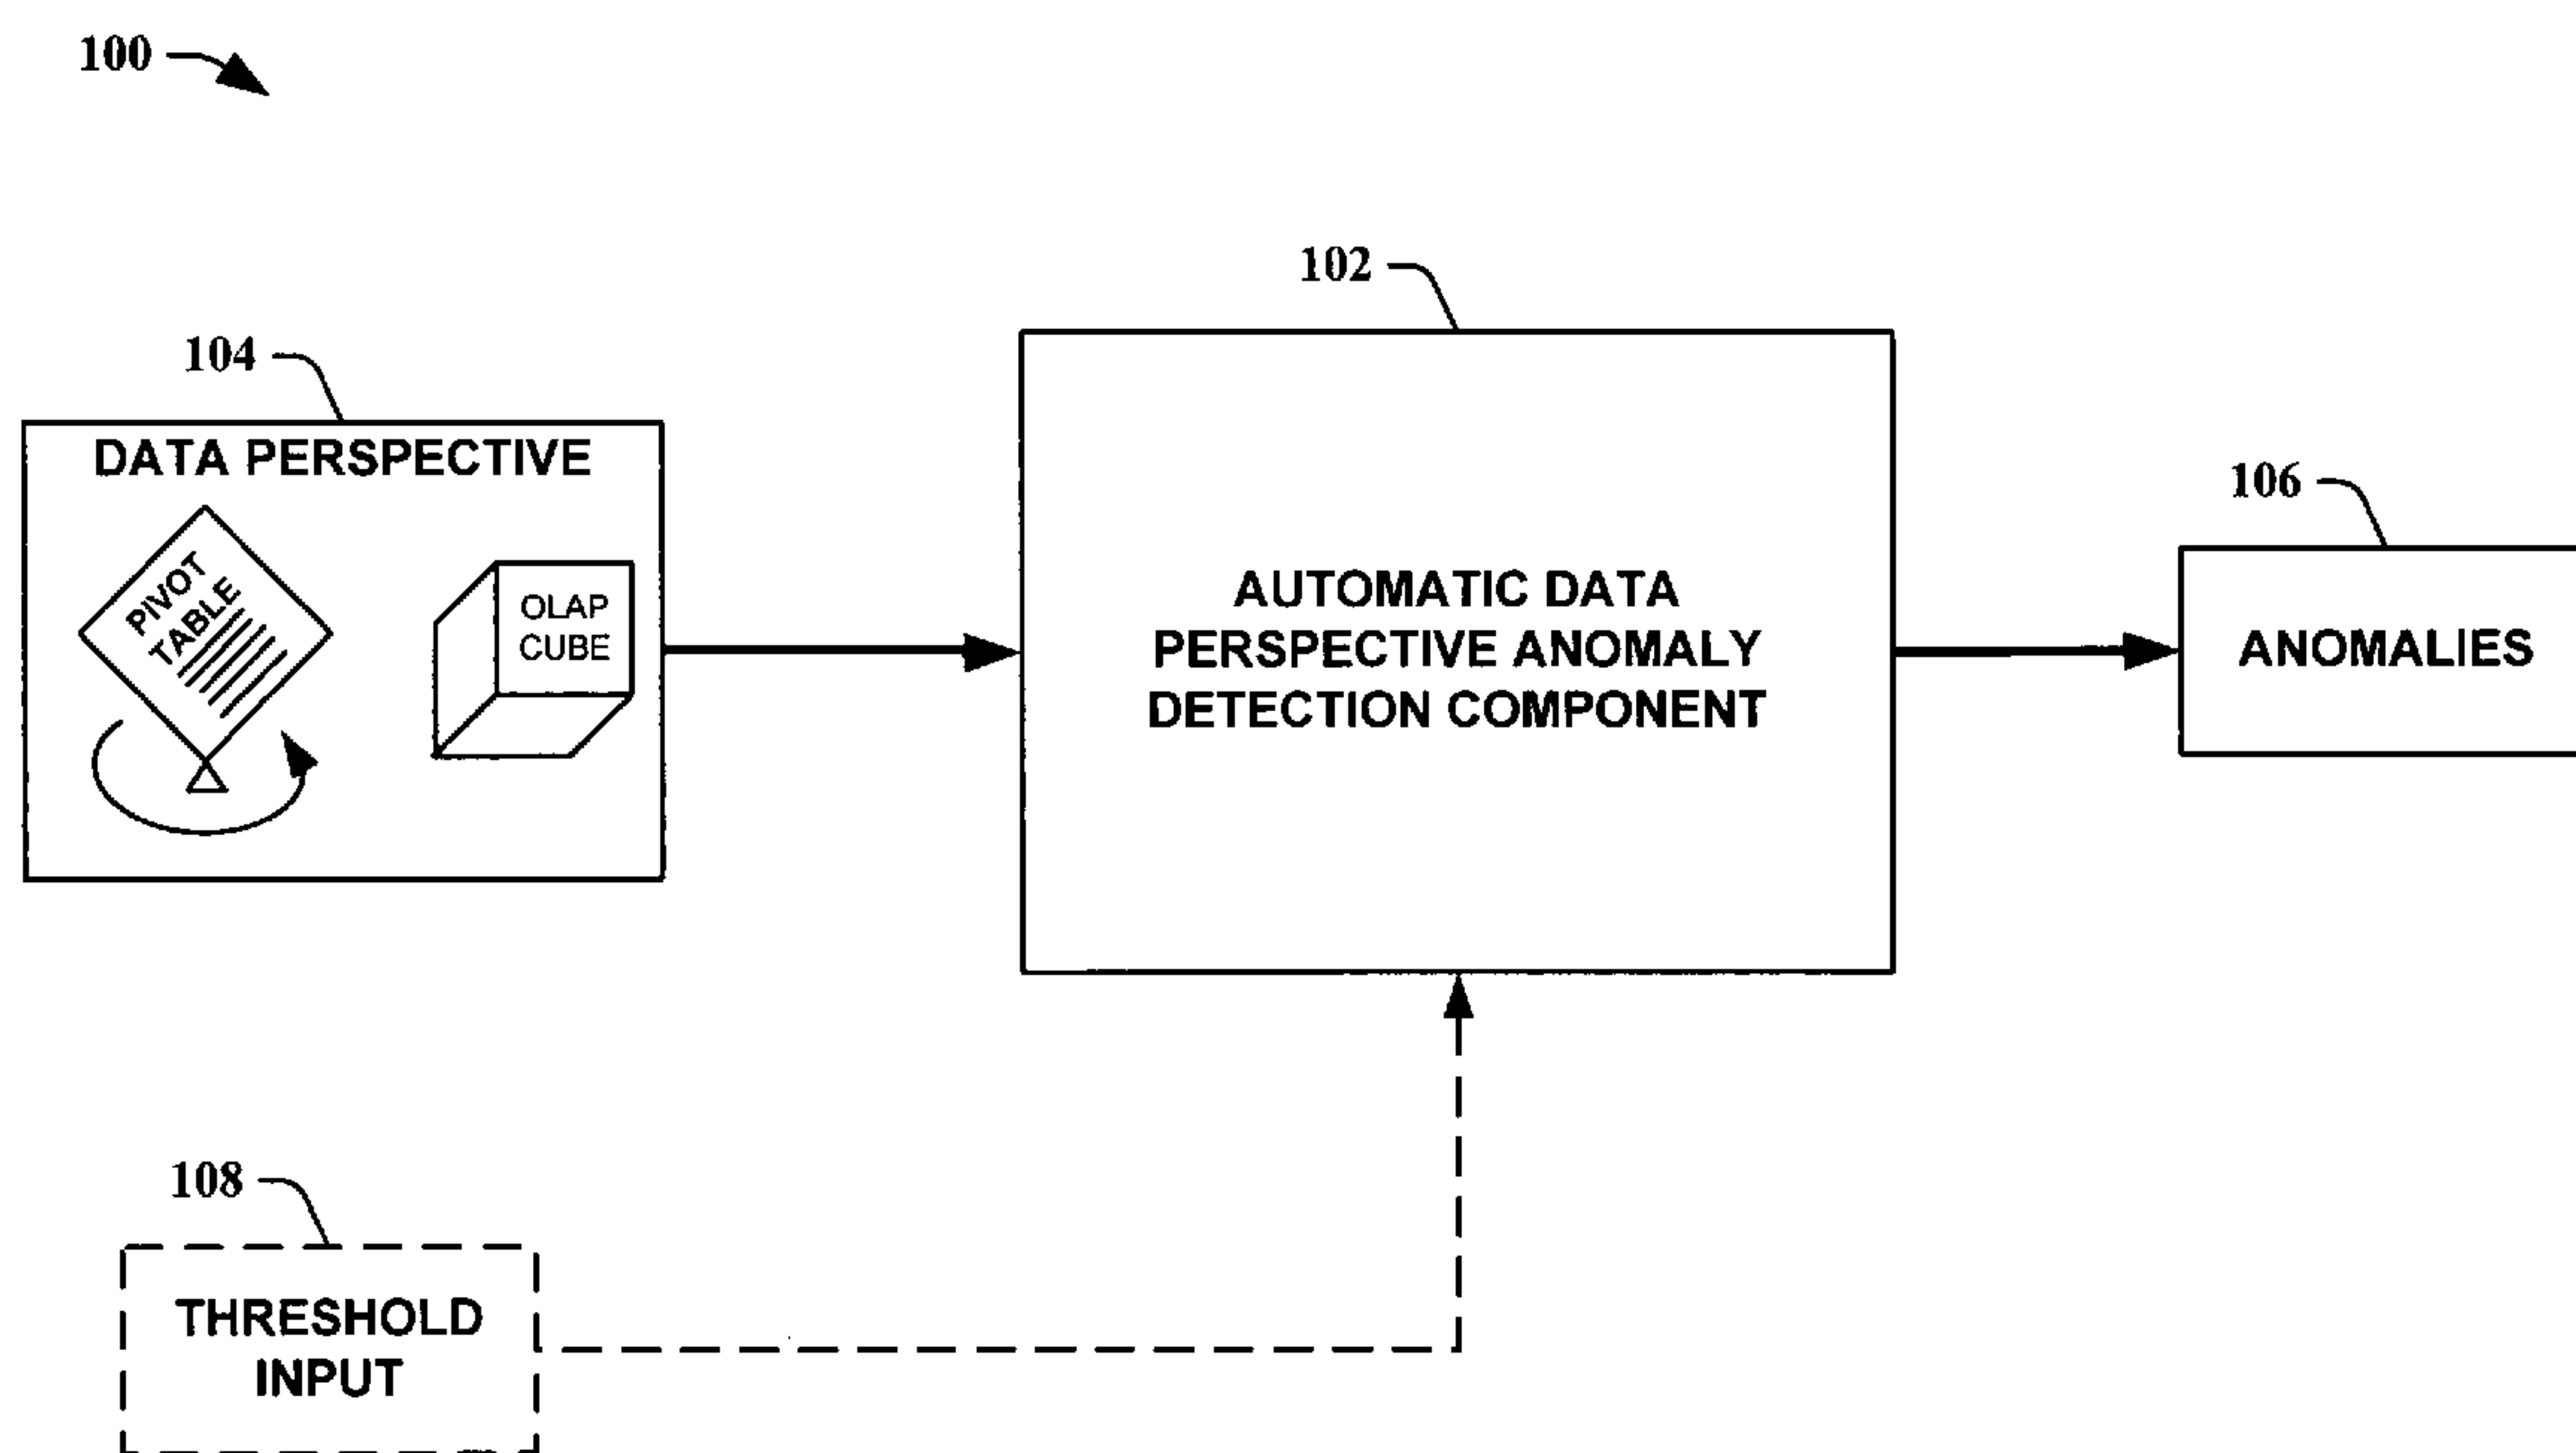 100
102
104
DATA PERSPECTIVE
PIVOT
TABLE
OLAP
CUBE
AUTOMATIC DATA
PERSPECTIVE ANOMALY
DETECTION COMPONENT
106
ANOMALIES
108
THRESHOLD
INPUT